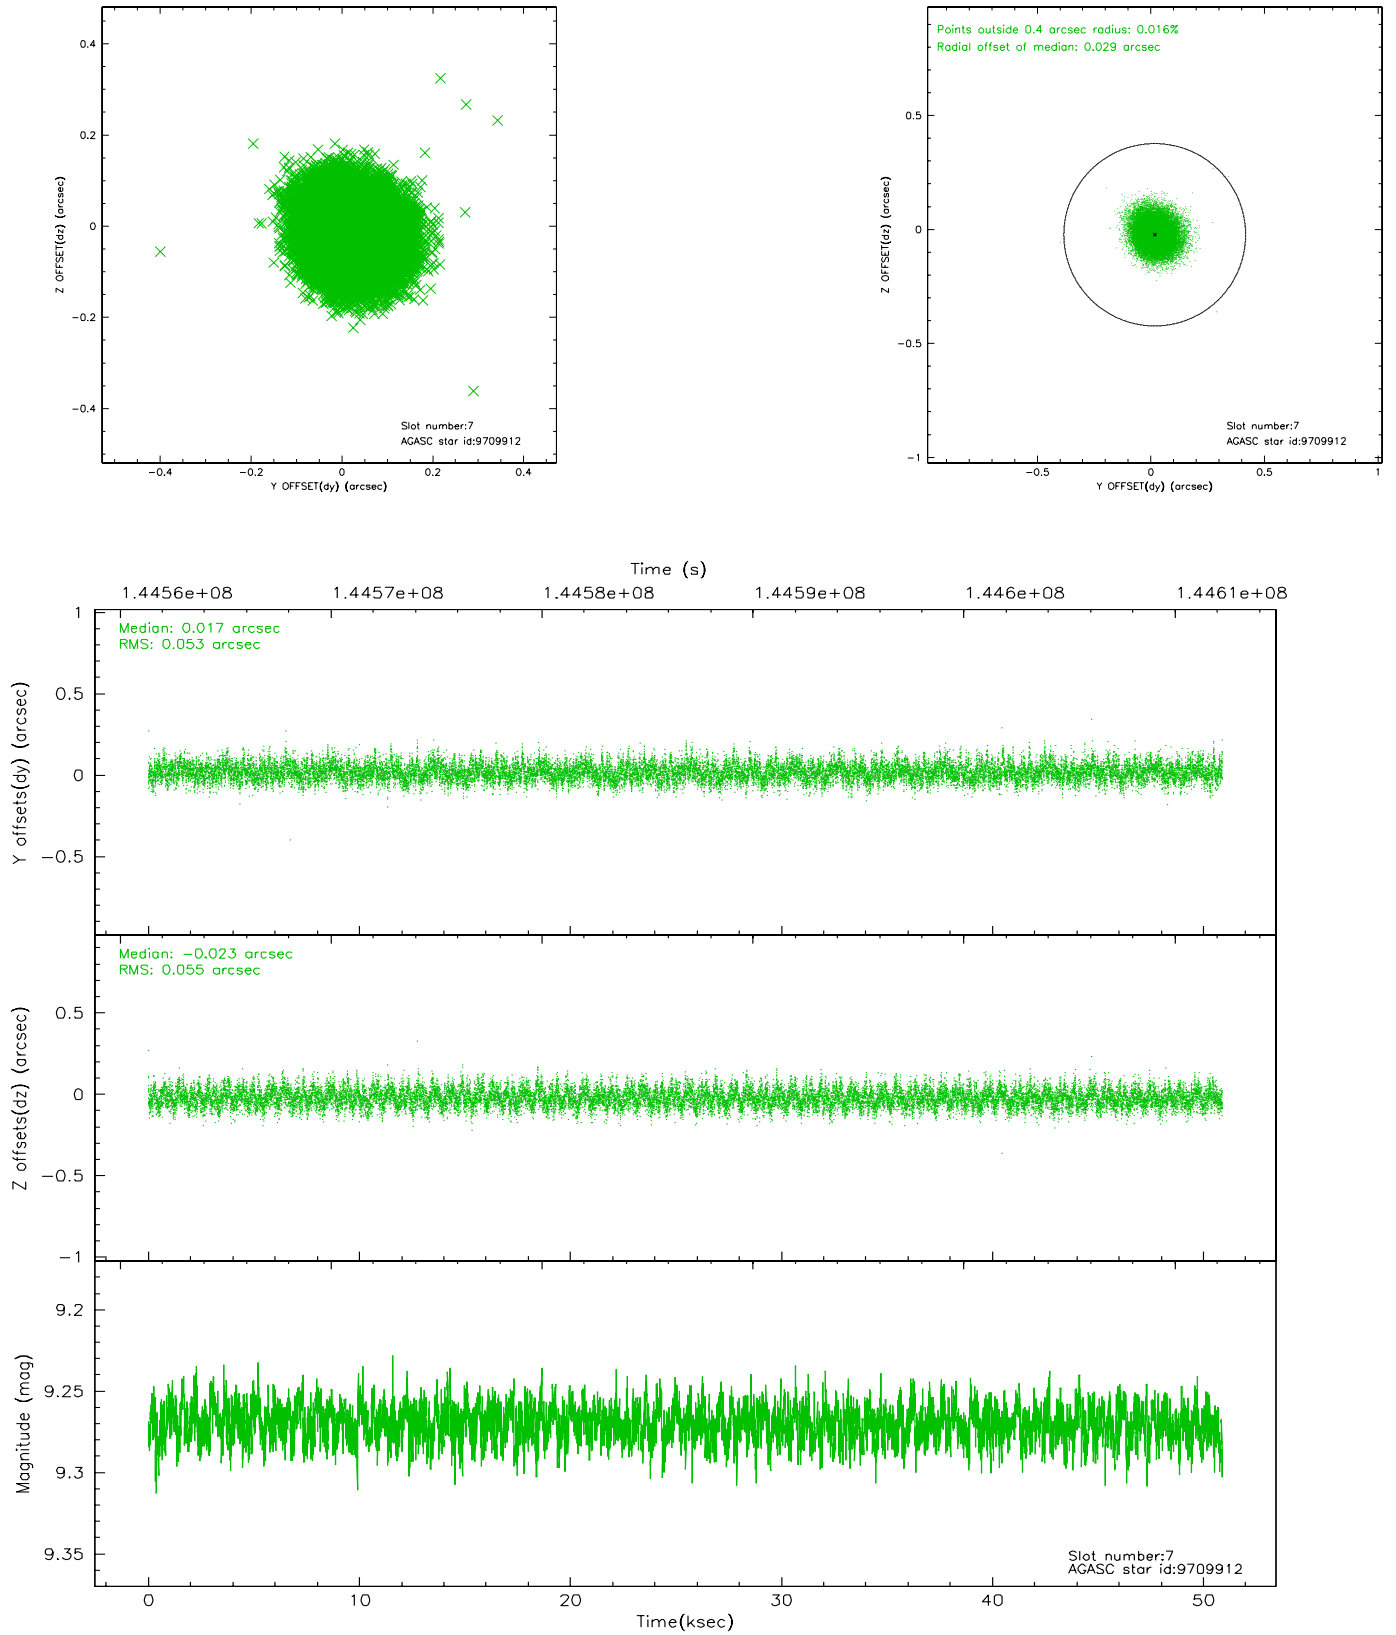 0.4
0.2
0
−0.2
−0.4
Z OFFSET(dz) (arcsec)
Slot number:7
AGASC star id:9709912
−0.4 −0.2 0 0.2 0.4
Y OFFSET(dy) (arcsec)
Points outside 0.4 arcsec radius: 0.016%
Radial offset of median: 0.029 arcsec
0.5
0
−0.5
−1
Z OFFSET(dz) (arcsec)
Slot number:7
AGASC star id:9709912
−0.5 0 0.5 1
Y OFFSET(dy) (arcsec)
Time (s)
1.4456e+08 1.4457e+08 1.4458e+08 1.4459e+08 1.446e+08 1.4461e+08
Median: 0.017 arcsec
RMS: 0.053 arcsec
1
0.5
0
−0.5
Y offsets(dy) (arcsec)
Median: −0.023 arcsec
RMS: 0.055 arcsec
0.5
0
−0.5
−1
Z offsets(dz) (arcsec)
9.2
9.25
9.3
9.35
Magnitude (mag)
Slot number:7
AGASC star id:9709912
0 10 20 30 40 50
Time(ksec)